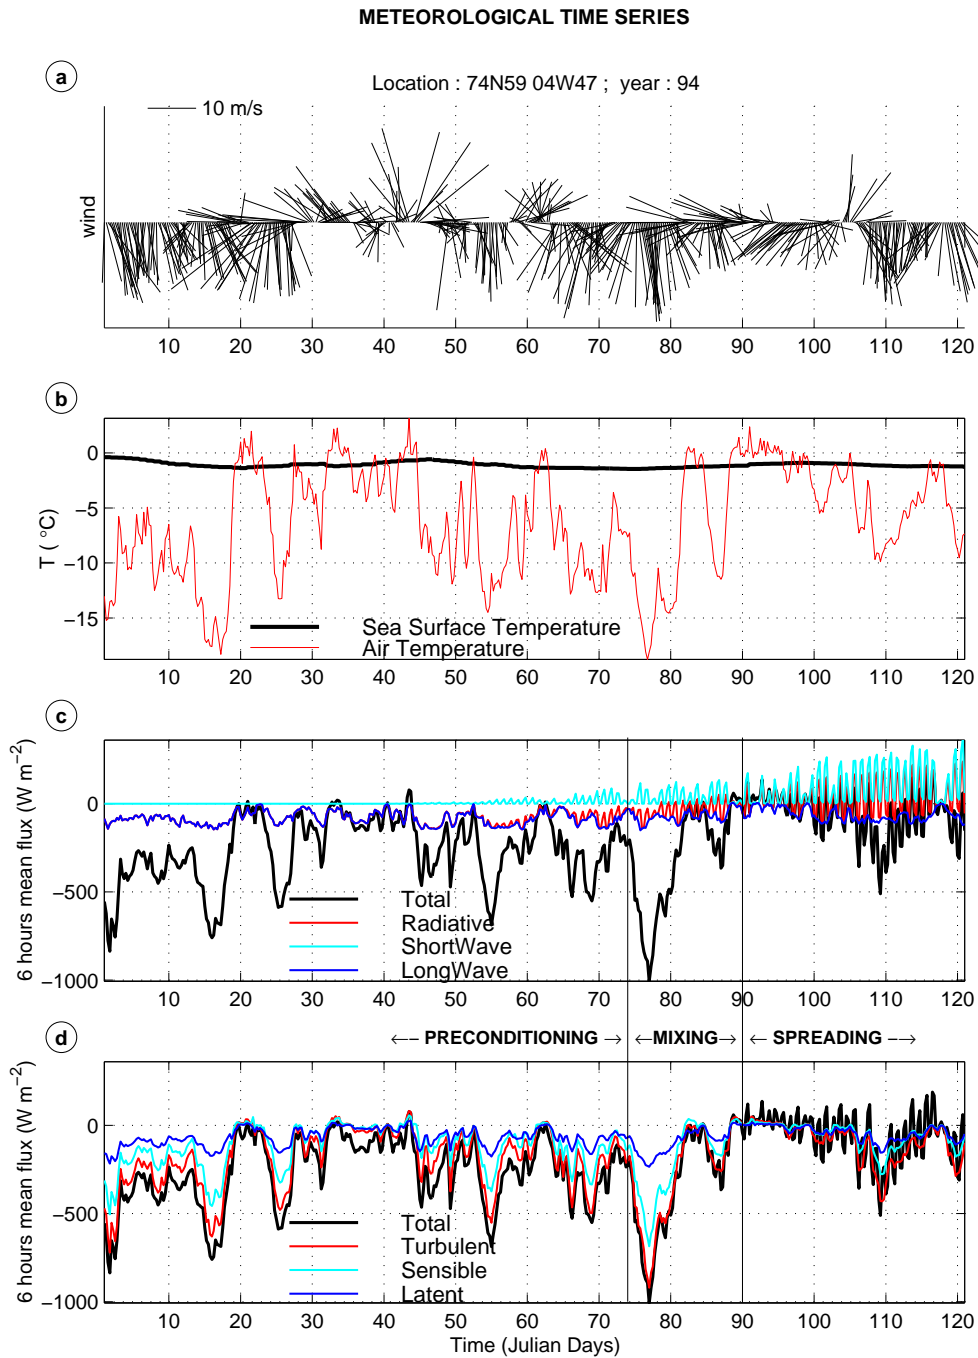 METEOROLOGICAL TIME SERIES
a
Location : 74N59 04W47 ; year : 94
10 m/s
wind
10 20 30 40 50 60 70 80 90 100 110 120
b
0
−5
−10
−15
T ( °C)
Sea Surface Temperature
Air Temperature
10 20 30 40 50 60 70 80 90 100 110 120
c
0
−500
−1000
6 hours mean flux (W m−2)
Total
Radiative
ShortWave
LongWave
10 20 30 40 50 60 70 80 90 100 110 120
d
←− PRECONDITIONING −→ ←MIXING→ ← SPREADING −→
0
−500
−1000
6 hours mean flux (W m−2)
Total
Turbulent
Sensible
Latent
10 20 30 40 50 60 70 80 90 100 110 120
Time (Julian Days)